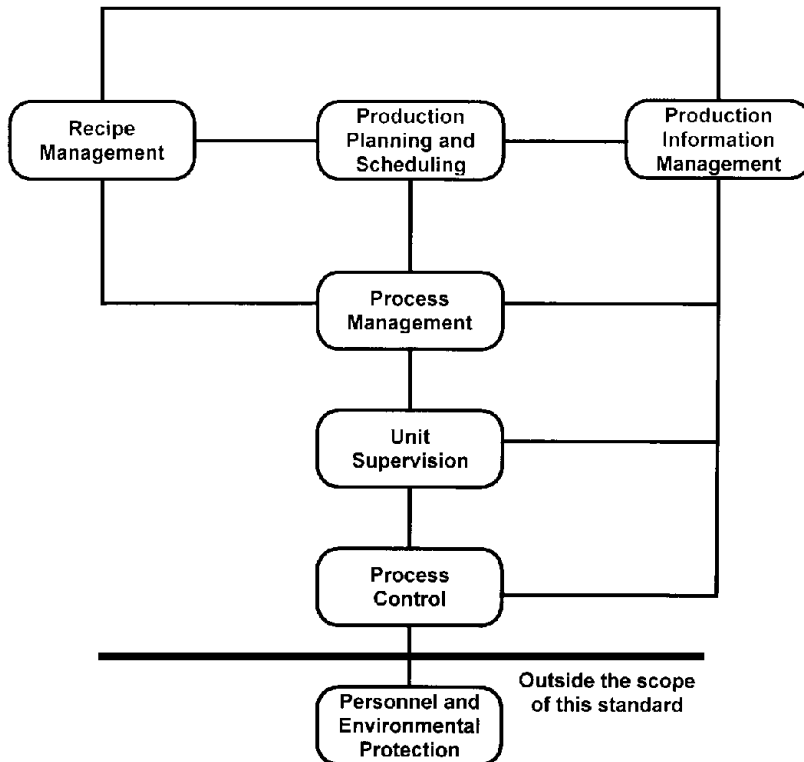 Recipe
Management
Production
Planning and
Scheduling
Production
Information
Management
Process
Management
Unit
Supervision
Process
Control
Outside the scope
of this standard
Personnel and
Environmental
Protection